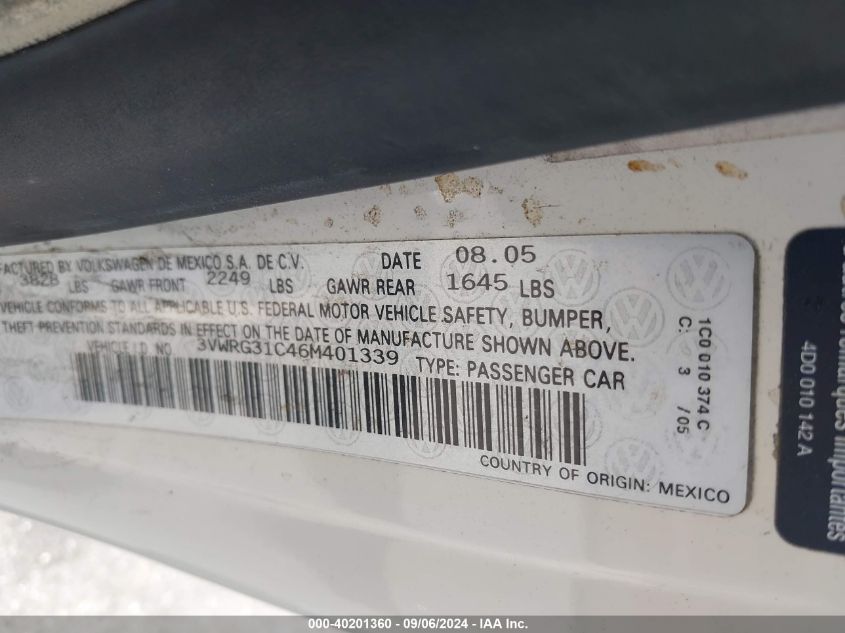 FACTURED BY VOLKSWAGEN DE MEXICO S.A. DE C.V. DATE 08.05
3828 LBS GAWR FRONT 2249 LBS GAWR REAR 1645 LBS
VEHICLE CONFORMS TO ALL APPLICABLE U.S. FEDERAL MOTOR VEHICLE SAFETY, BUMPER,
THEFT PREVENTION STANDARDS IN EFFECT ON THE DATE OF MANUFACTURE SHOWN ABOVE.
VEHICLE I.D. NO. 3VWRG31C46M401339 TYPE: PASSENGER CAR
COUNTRY OF ORIGIN: MEXICO
1C0 010 374 C
C. 3 /05
4D0 010 142 A
importantes
000-40201360 - 09/06/2024 - IAA Inc.